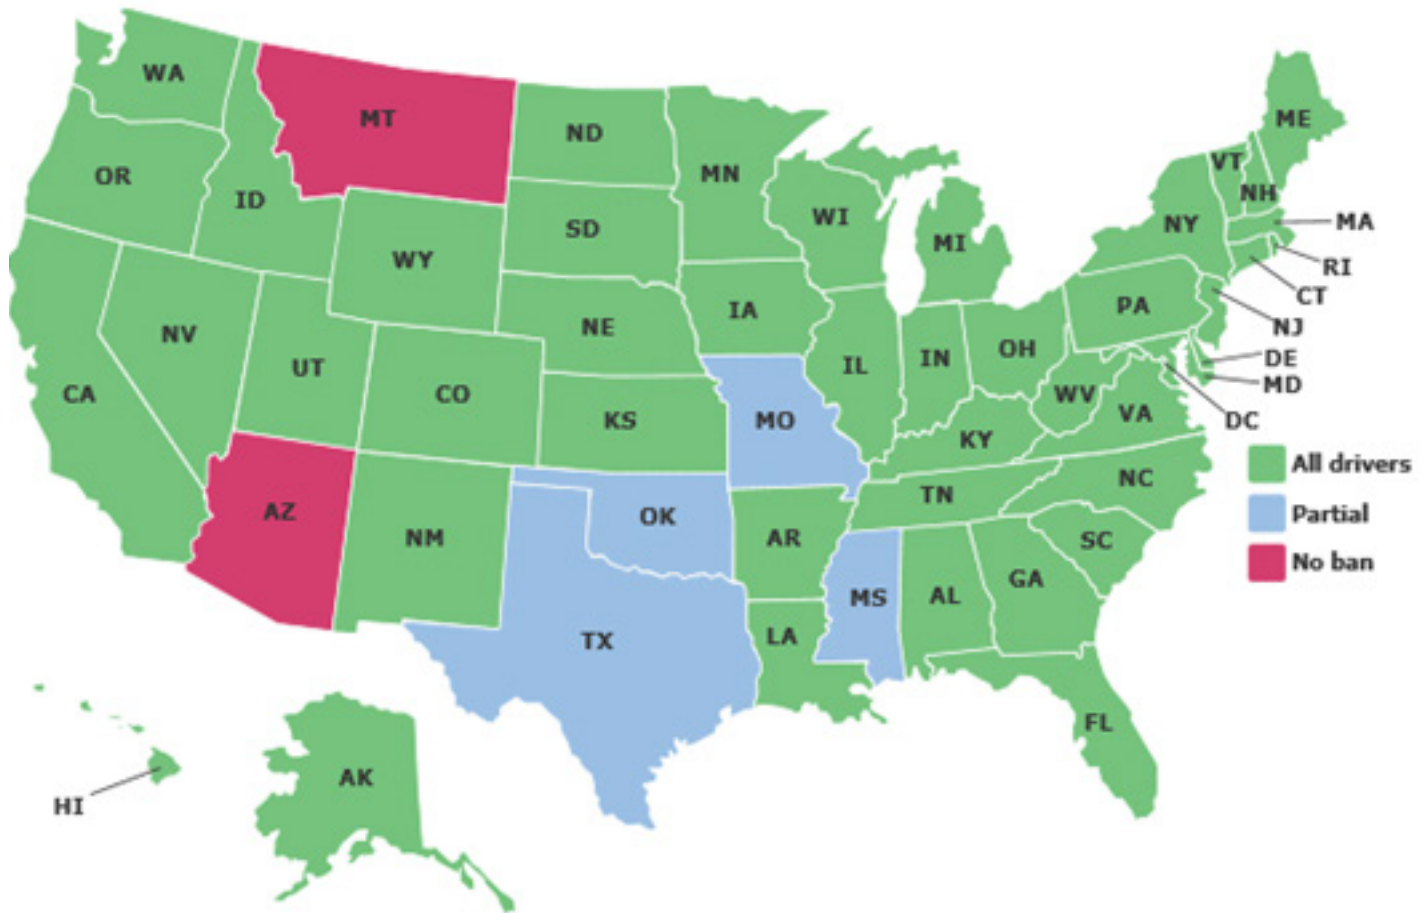 WA
MT
ND
MN
ME
OR
ID
SD
WI
VT
NH
WY
MI
NY
MA
RI
CT
NV
NE
IA
PA
NJ
UT
CO
IL
IN
OH
DE
MD
CA
KS
MO
WV
VA
DC
KY
All drivers
AZ
NM
OK
AR
TN
NC
Partial
SC
No ban
TX
LA
MS
AL
GA
FL
HI
AK